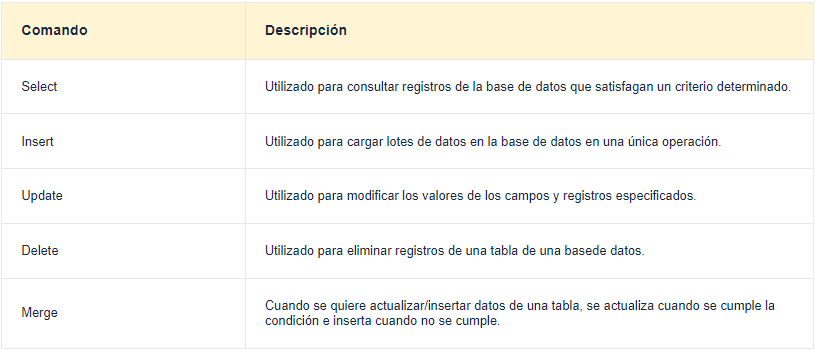 Comando Descripción
Select Utilizado para consultar registros de la base de datos que satisfagan un criterio determinado.
Insert Utilizado para cargar lotes de datos en la base de datos en una única operación.
Update Utilizado para modificar los valores de los campos y registros especificados.
Delete Utilizado para eliminar registros de una tabla de una basede datos.
Merge Cuando se quiere actualizar/insertar datos de una tabla, se actualiza cuando se cumple la
condición e inserta cuando no se cumple.